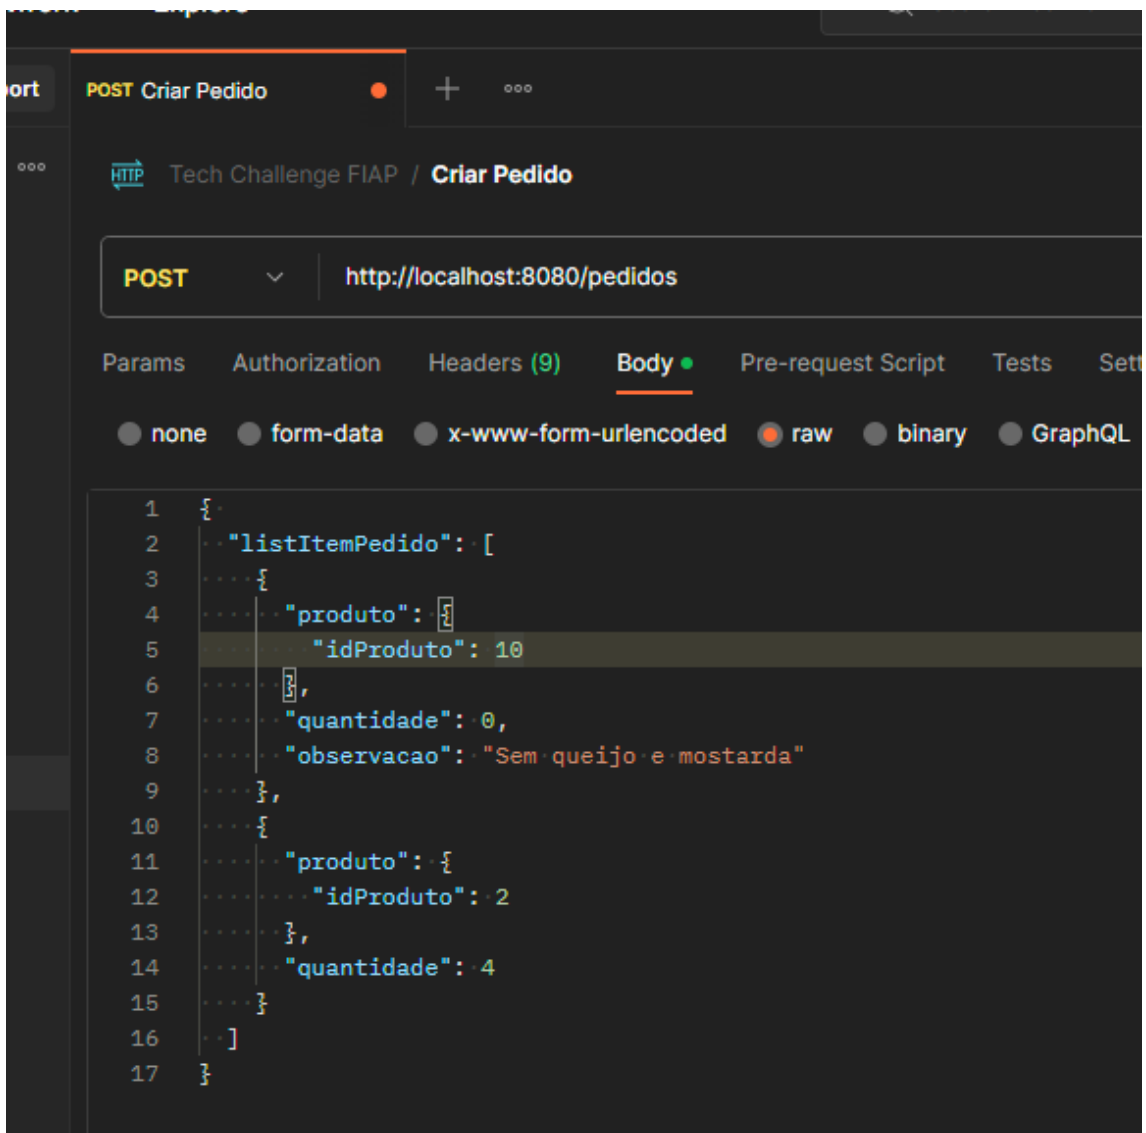 ort
POST Criar Pedido
Tech Challenge FIAP / Criar Pedido
POST http://localhost:8080/pedidos
Params Authorization Headers (9) Body Pre-request Script Tests Sett
none form-data x-www-form-urlencoded raw binary GraphQL
1 {
2 "listItemPedido": [
3 {
4 "produto": {
5 "idProduto": 10
6 },
7 "quantidade": 0,
8 "observacao": "Sem queijo e mostarda"
9 },
10 {
11 "produto": {
12 "idProduto": 2
13 },
14 "quantidade": 4
15 }
16 ]
17 }